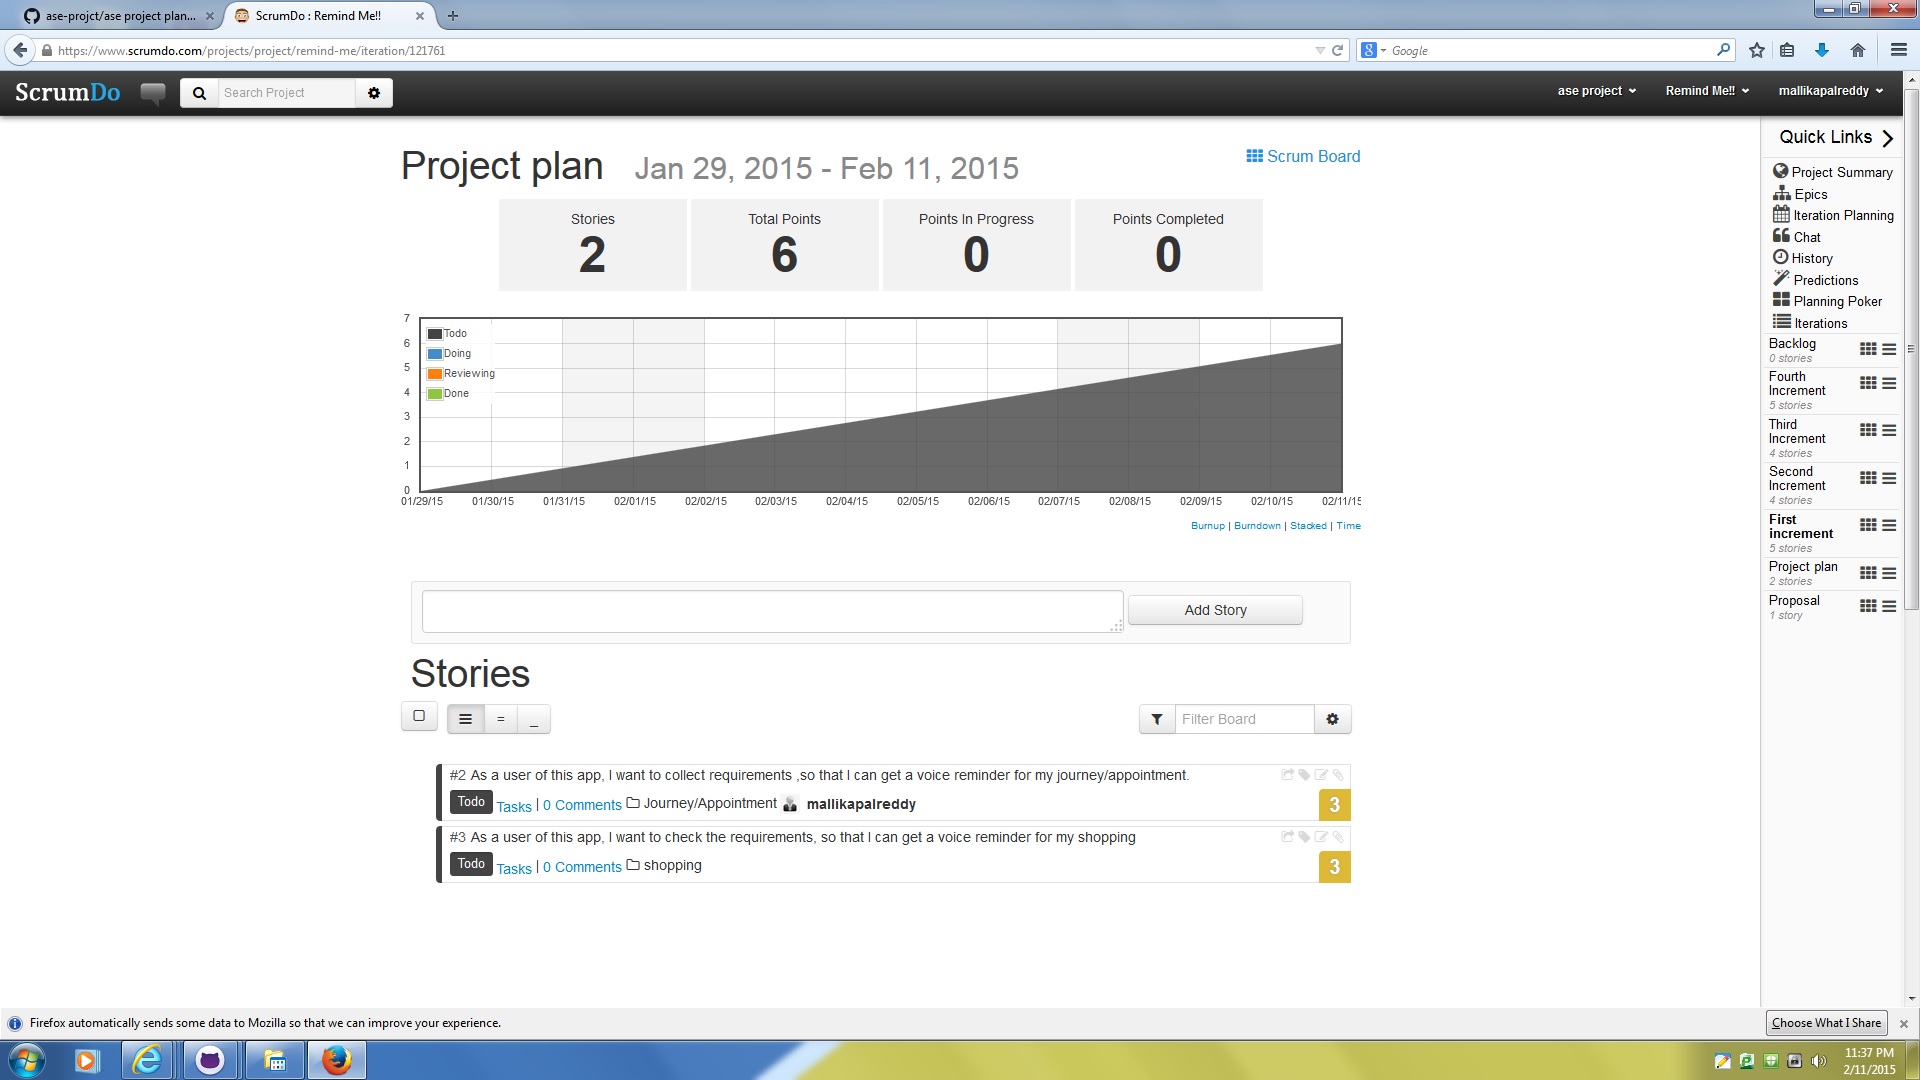 ase-projct/ase project plan...
ScrumDo : Remind Me!!
https://www.scrumdo.com/projects/project/remind-me/iteration/121761
Google
ScrumDo
Search Project
ase project
Remind Me!!
mallikapalreddy
Project plan Jan 29, 2015 - Feb 11, 2015
Scrum Board
Stories
2
Total Points
6
Points In Progress
0
Points Completed
0
7
6
5
4
3
2
1
0
Todo
Doing
Reviewing
Done
01/29/15 01/30/15 01/31/15 02/01/15 02/02/15 02/03/15 02/04/15 02/05/15 02/06/15 02/07/15 02/08/15 02/09/15 02/10/15 02/11/15
Burnup | Burndown | Stacked | Time
Add Story
Stories
= _
Filter Board
#2 As a user of this app, I want to collect requirements ,so that I can get a voice reminder for my journey/appointment.
Todo Tasks | 0 Comments Journey/Appointment mallikapalreddy
3
#3 As a user of this app, I want to check the requirements, so that I can get a voice reminder for my shopping
Todo Tasks | 0 Comments shopping
3
Quick Links
Project Summary
Epics
Iteration Planning
Chat
History
Predictions
Planning Poker
Iterations
Backlog
0 stories
Fourth
Increment
5 stories
Third
Increment
4 stories
Second
Increment
4 stories
First
increment
5 stories
Project plan
2 stories
Proposal
1 story
Firefox automatically sends some data to Mozilla so that we can improve your experience.
Choose What I Share
11:37 PM
2/11/2015